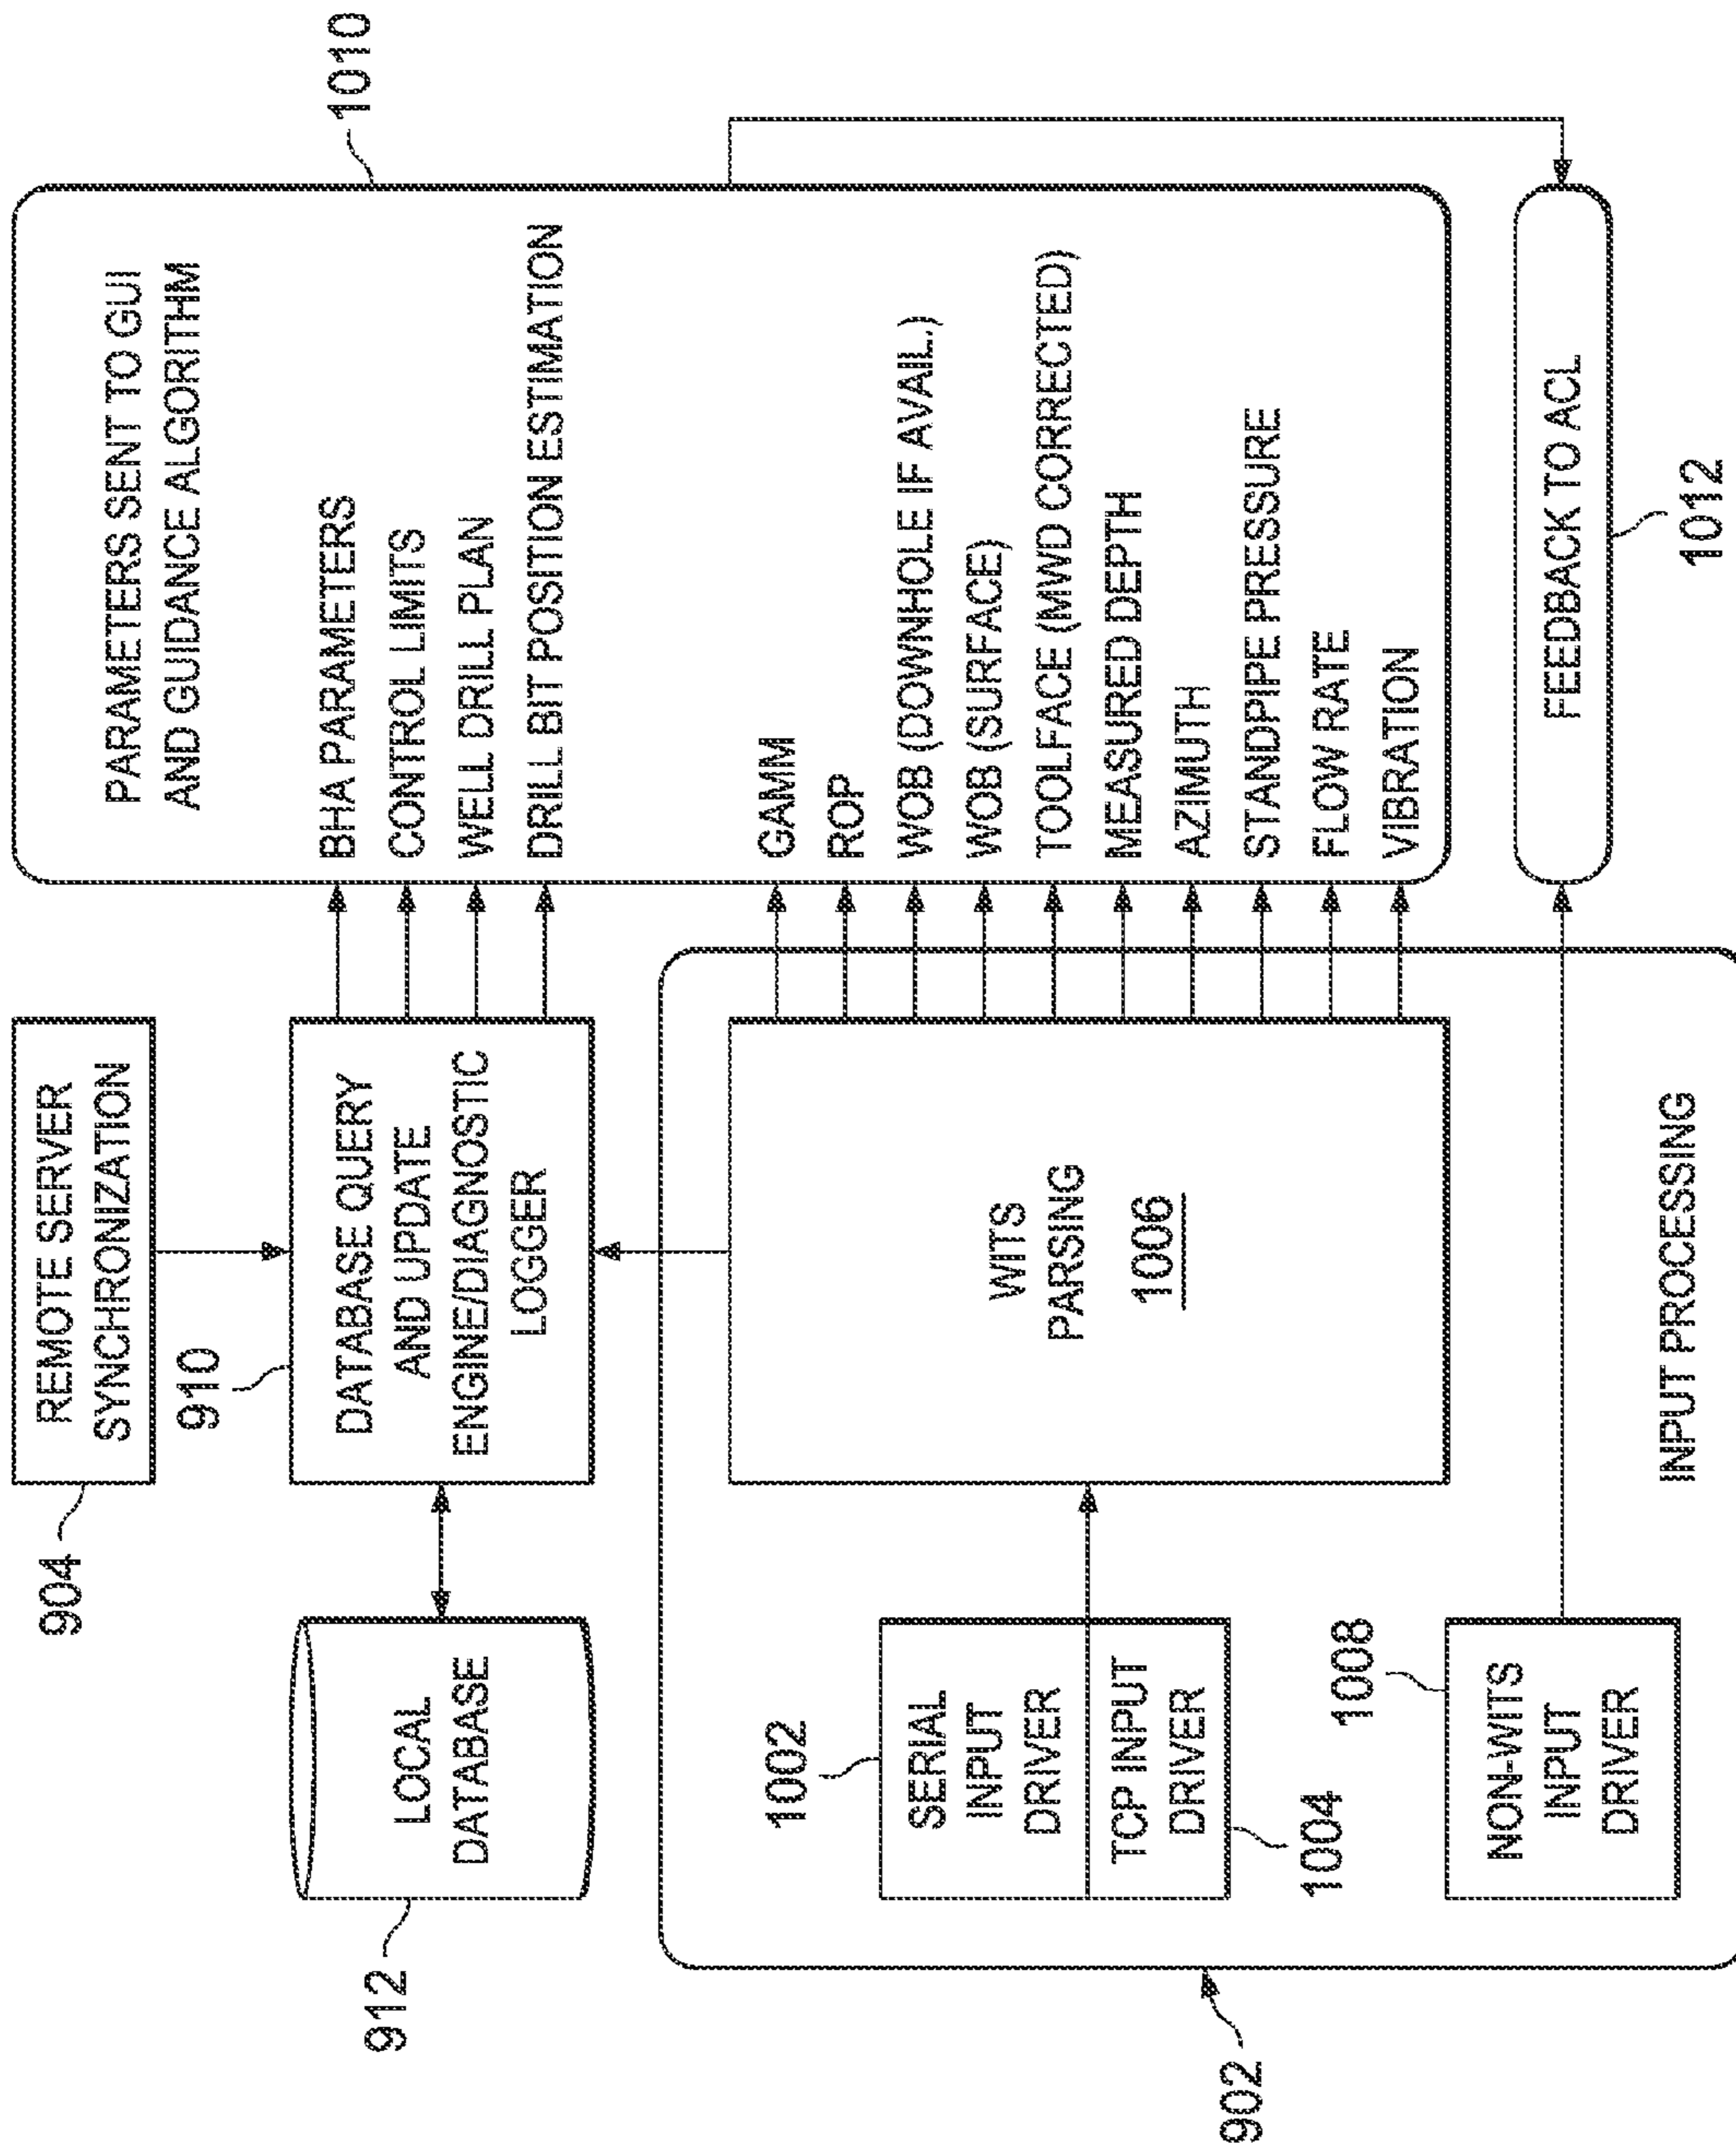 904
REMOTE SERVER
SYNCHRONIZATION
910
912
LOCAL
DATABASE
DATABASE QUERY
AND UPDATE
ENGINE/DIAGNOSTIC
LOGGER
1010
PARAMETERS SENT TO GUI
AND GUIDANCE ALGORITHM
BHA PARAMETERS
CONTROL LIMITS
WELL DRILL PLAN
DRILL BIT POSITION ESTIMATION
GAMM
ROP
WOB (DOWNHOLE IF AVAIL.)
WOB (SURFACE)
TOOLFACE (MWD CORRECTED)
MEASURED DEPTH
AZIMUTH
STANDPIPE PRESSURE
FLOW RATE
VIBRATION
902
1002
SERIAL
INPUT
DRIVER
TCP INPUT
DRIVER
1004
WITS
PARSING
1006
1008
NON-WITS
INPUT
DRIVER
INPUT PROCESSING
FEEDBACK TO ACL
1012